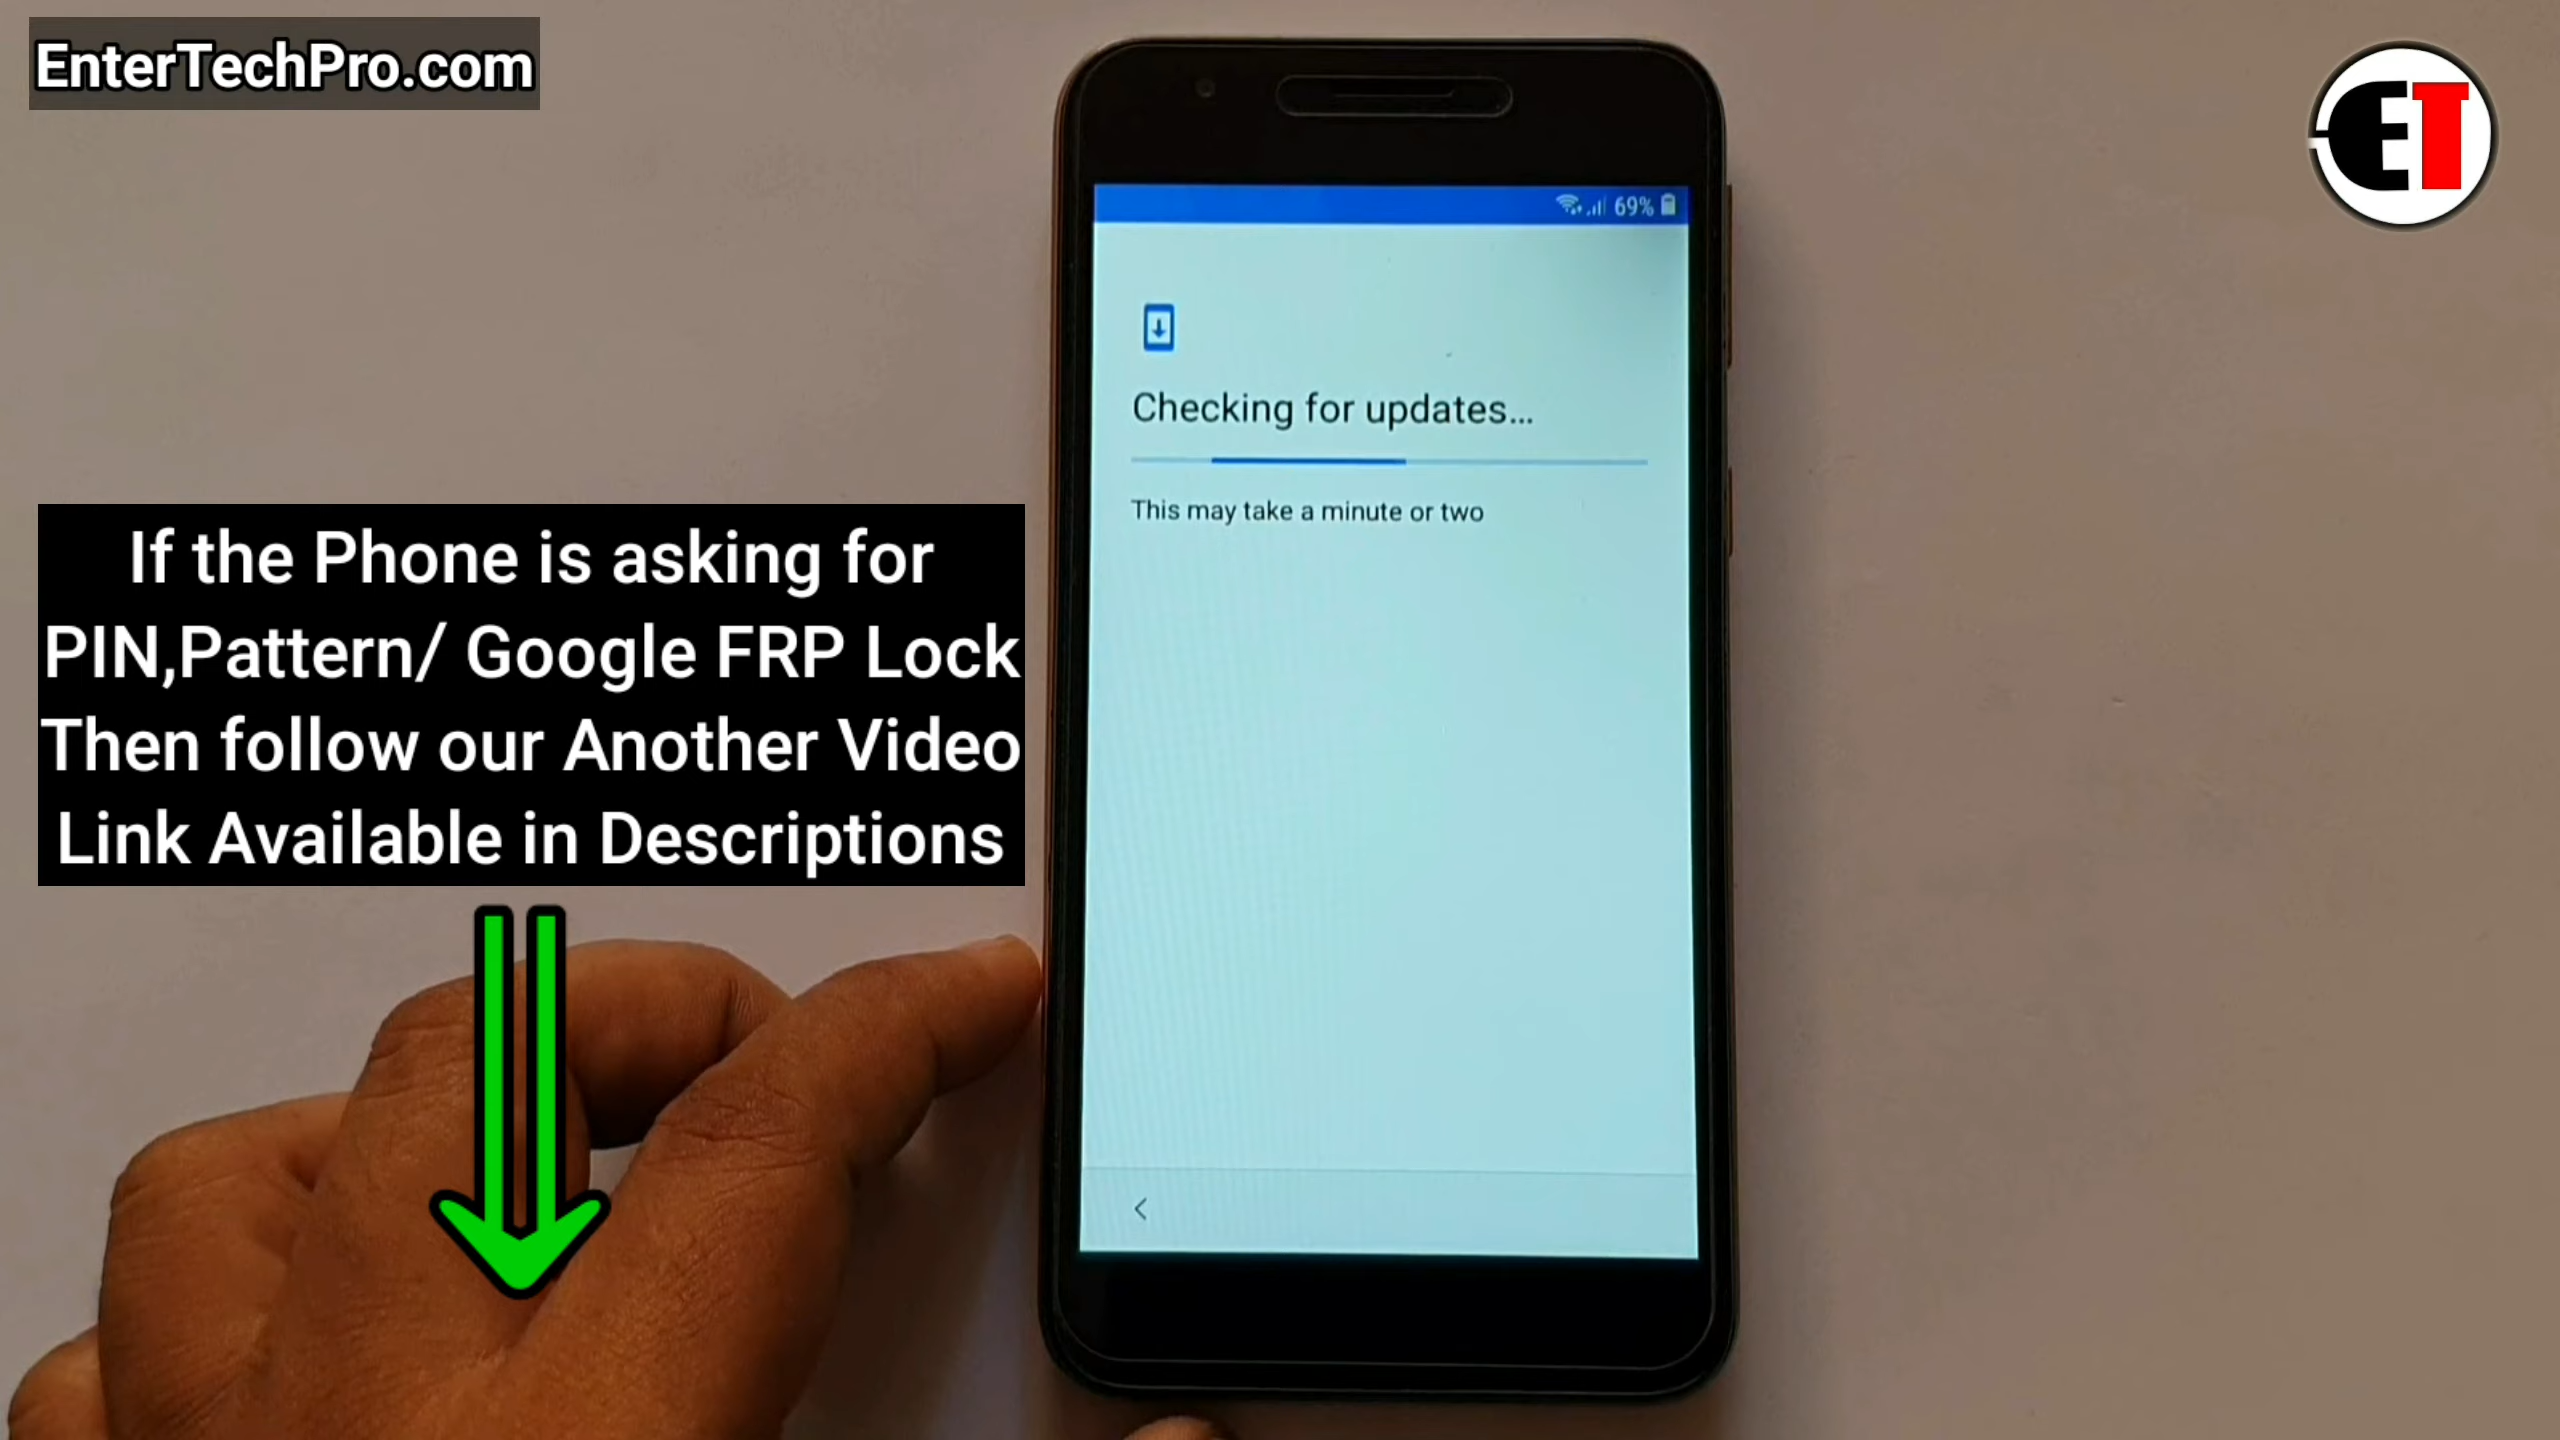 EnterTechPro.com
ET
69%
Checking for updates...
This may take a minute or two
If the Phone is asking for
PIN,Pattern/ Google FRP Lock
Then follow our Another Video
Link Available in Descriptions